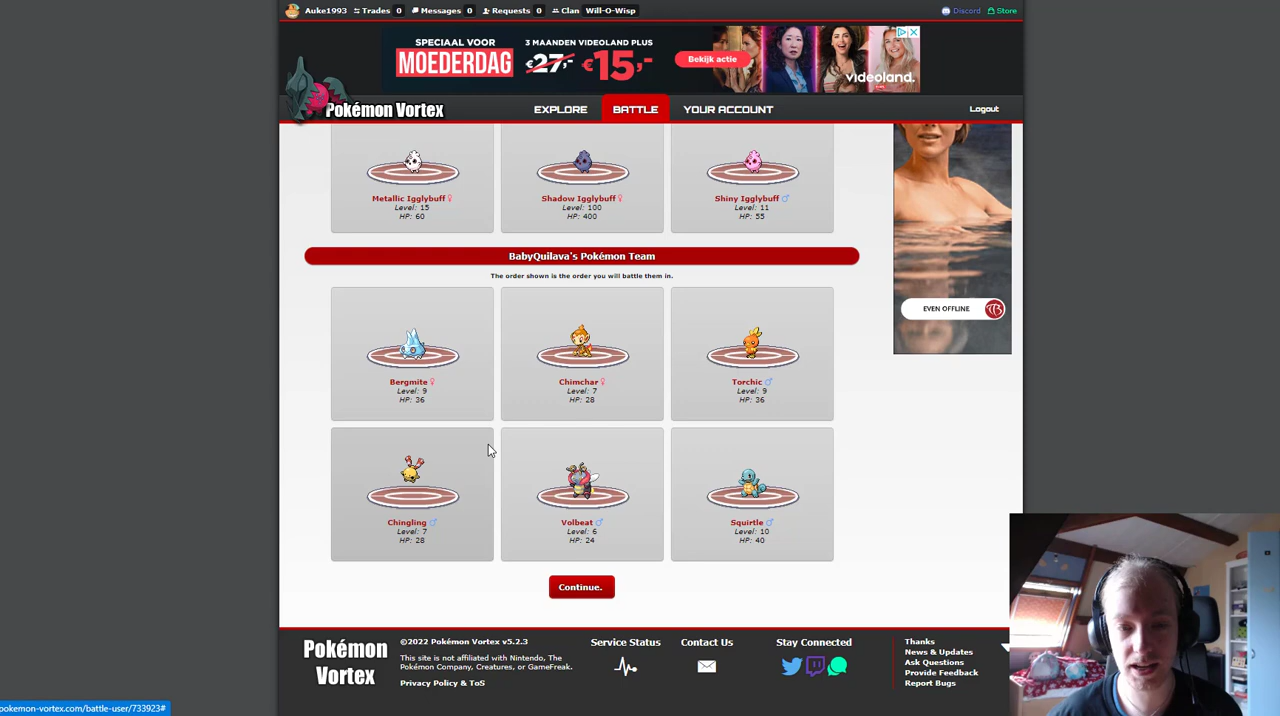 Auke1993 Trades 0 Messages 0 Requests 0 Clan Will-O-Wisp Discord Store
SPECIAAL VOOR
MOEDERDAG
3 MAANDEN VIDEOLAND PLUS
€27,- €15,-
Bekijk actie
videoland.
Pokémon Vortex
EXPLORE BATTLE YOUR ACCOUNT Logout
Metallic Igglybuff♀
Level: 15
HP: 60
Shadow Igglybuff♀
Level: 100
HP: 400
Shiny Igglybuff♂
Level: 11
HP: 55
BabyQuilava's Pokémon Team
The order shown is the order you will battle them in.
Bergmite♀
Level: 9
HP: 36
Chimchar♀
Level: 7
HP: 28
Torchic♂
Level: 9
HP: 36
Chingling♂
Level: 7
HP: 28
Volbeat♂
Level: 6
HP: 24
Squirtle♂
Level: 10
HP: 40
Continue.
EVEN OFFLINE
Pokémon
Vortex
©2022 Pokémon Vortex v5.2.3
This site is not affiliated with Nintendo, The
Pokémon Company, Creatures, or GameFreak.
Privacy Policy & ToS
Service Status
Contact Us
Stay Connected
Thanks
News & Updates
Ask Questions
Provide Feedback
Report Bugs
pokemon-vortex.com/battle-user/733923#